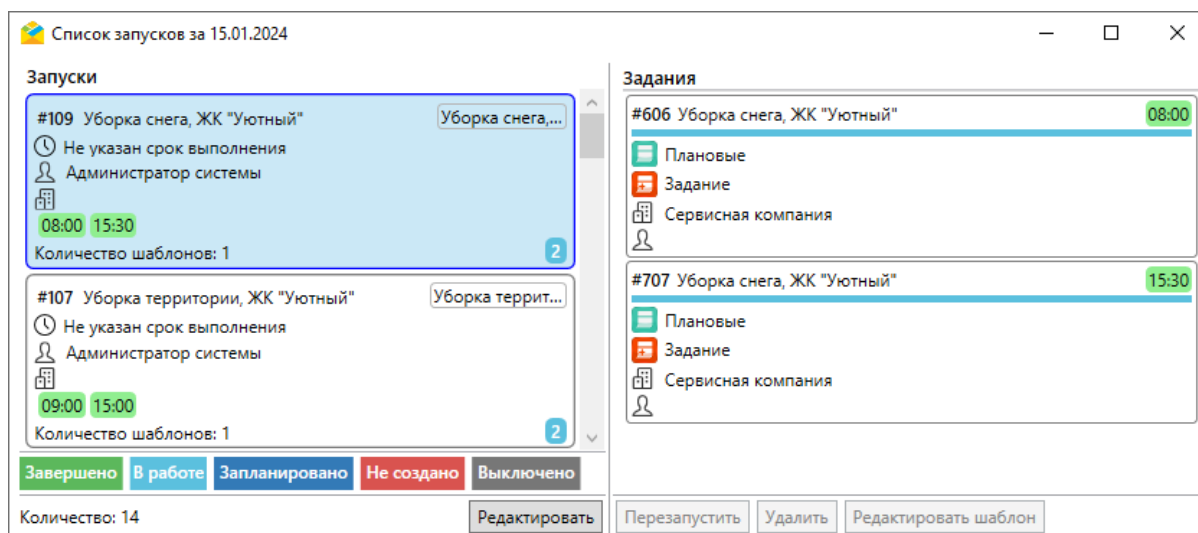 Список запусков за 15.01.2024
Запуски
#109 Уборка снега, ЖК "Уютный"
Уборка снега,...
Не указан срок выполнения
Администратор системы
08:00 15:30
Количество шаблонов: 1
2
#107 Уборка территории, ЖК "Уютный"
Уборка террит...
Не указан срок выполнения
Администратор системы
09:00 15:00
Количество шаблонов: 1
2
Завершено В работе Запланировано Не создано Выключено
Количество: 14
Редактировать
Задания
#606 Уборка снега, ЖК "Уютный" 08:00
Плановые
Задание
Сервисная компания
#707 Уборка снега, ЖК "Уютный" 15:30
Плановые
Задание
Сервисная компания
Перезапустить Удалить Редактировать шаблон